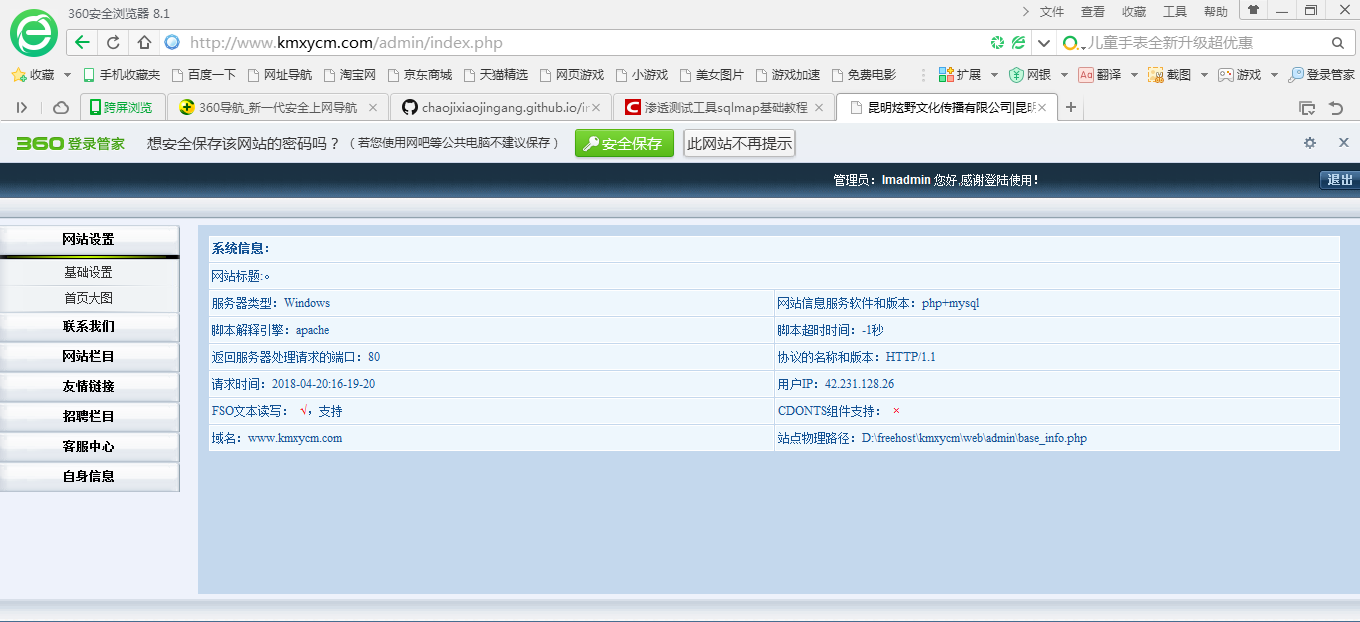 360安全浏览器 8.1
文件 查看 收藏 工具 帮助
http://www.kmxycm.com/admin/index.php
儿童手表全新升级超优惠
收藏 手机收藏夹 百度一下 网址导航 淘宝网 京东商城 天猫精选 网页游戏 小游戏 美女图片 游戏加速 免费电影 扩展 网银 翻译 截图 游戏 登录管家
跨屏浏览 360导航_新一代安全上网导航 chaojixiaojingang.github.io/ir 渗透测试工具sqlmap基础教程 昆明炫野文化传播有限公司|昆明
360登录管家 想安全保存该网站的密码吗？（若您使用网吧等公共电脑不建议保存） 安全保存 此网站不再提示
管理员：lmadmin 您好,感谢登陆使用！ 退出
网站设置
基础设置
首页大图
联系我们
网站栏目
友情链接
招聘栏目
客服中心
自身信息
系统信息：
网站标题:。
服务器类型：Windows 网站信息服务软件和版本：php+mysql
脚本解释引擎：apache 脚本超时时间：-1秒
返回服务器处理请求的端口：80 协议的名称和版本：HTTP/1.1
请求时间：2018-04-20:16-19-20 用户IP：42.231.128.26
FSO文本读写： √，支持 CDONTS组件支持： ×
域名：www.kmxycm.com 站点物理路径：D:\freehost\kmxycm\web\admin\base_info.php